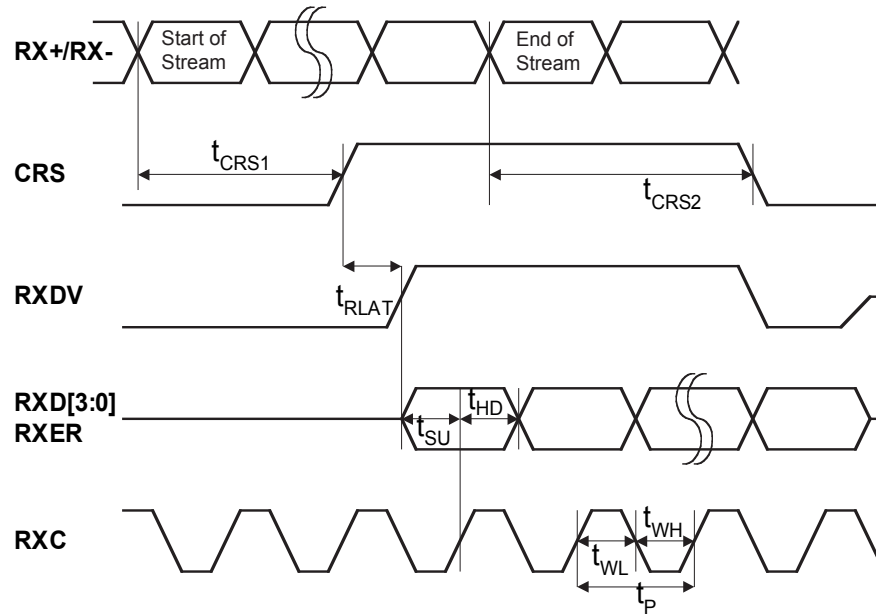 RX+/RX-
Start of
Stream
End of
Stream
CRS
tCRS1
tCRS2
RXDV
tRLAT
RXD[3:0]
RXER
tSU
tHD
RXC
tWL
tWH
tP